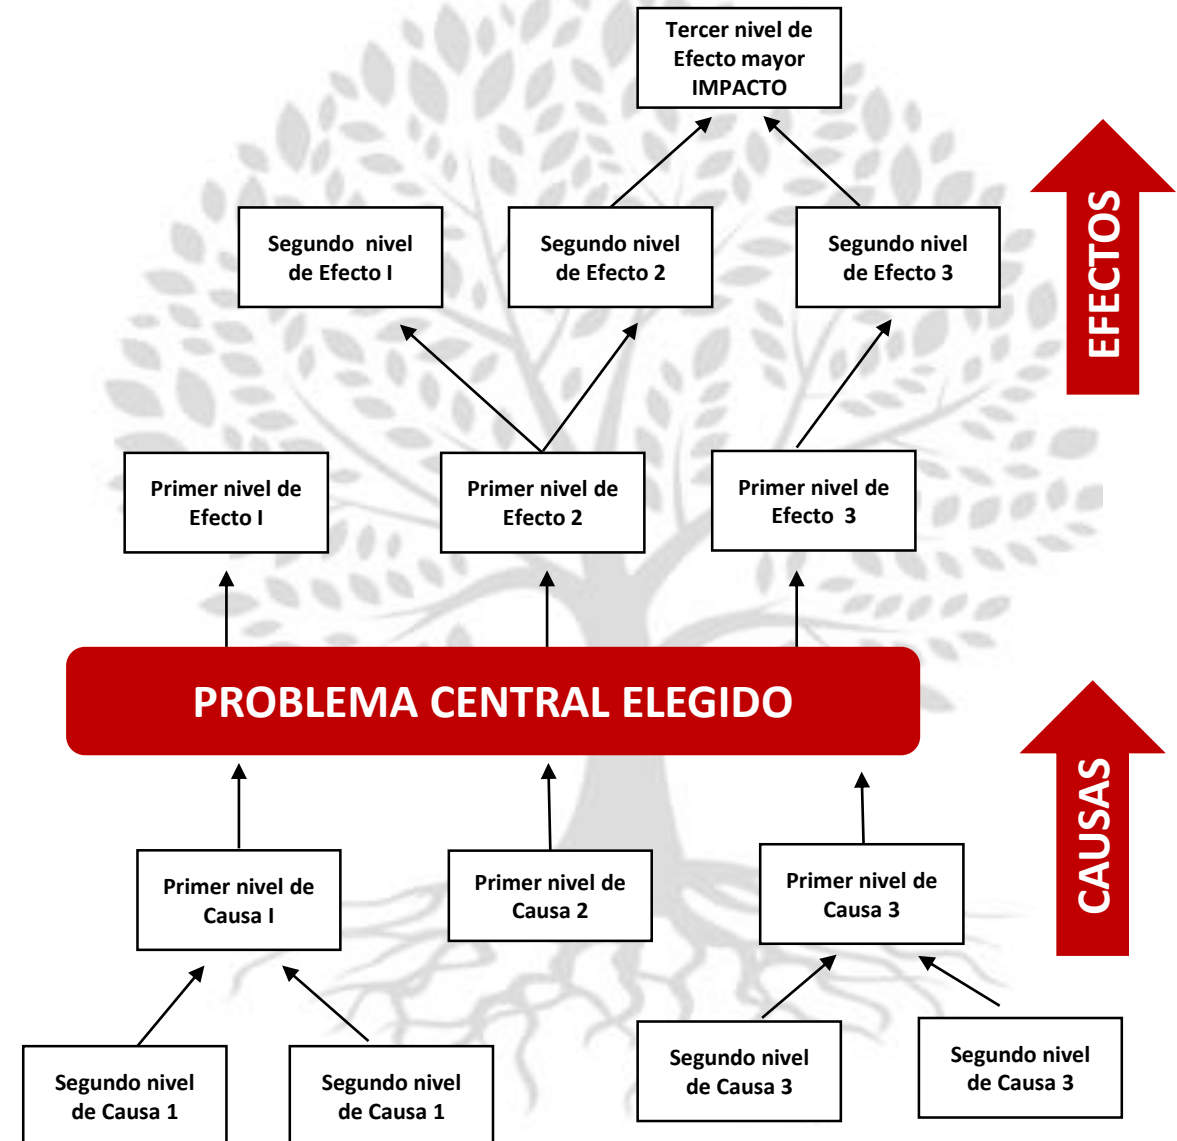 Tercer nivel de
Efecto mayor
IMPACTO
Segundo nivel
de Efecto I
Segundo nivel
de Efecto 2
Segundo nivel
de Efecto 3
EFECTOS
Primer nivel de
Efecto I
Primer nivel de
Efecto 2
Primer nivel de
Efecto 3
PROBLEMA CENTRAL ELEGIDO
CAUSAS
Primer nivel de
Causa I
Primer nivel de
Causa 2
Primer nivel de
Causa 3
Segundo nivel
de Causa 1
Segundo nivel
de Causa 1
Segundo nivel
de Causa 3
Segundo nivel
de Causa 3